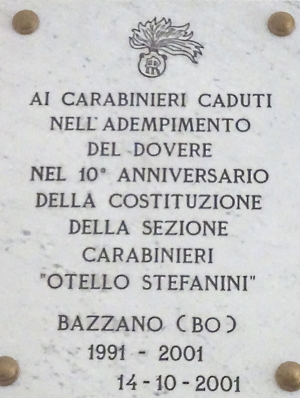 AI CARABINIERI CADUTI
NELL'ADEMPIMENTO
DEL DOVERE
NEL 10° ANNIVERSARIO
DELLA COSTITUZIONE
DELLA SEZIONE
CARABINIERI
"OTELLO STEFANINI"
BAZZANO (BO)
1991 - 2001
14-10-2001